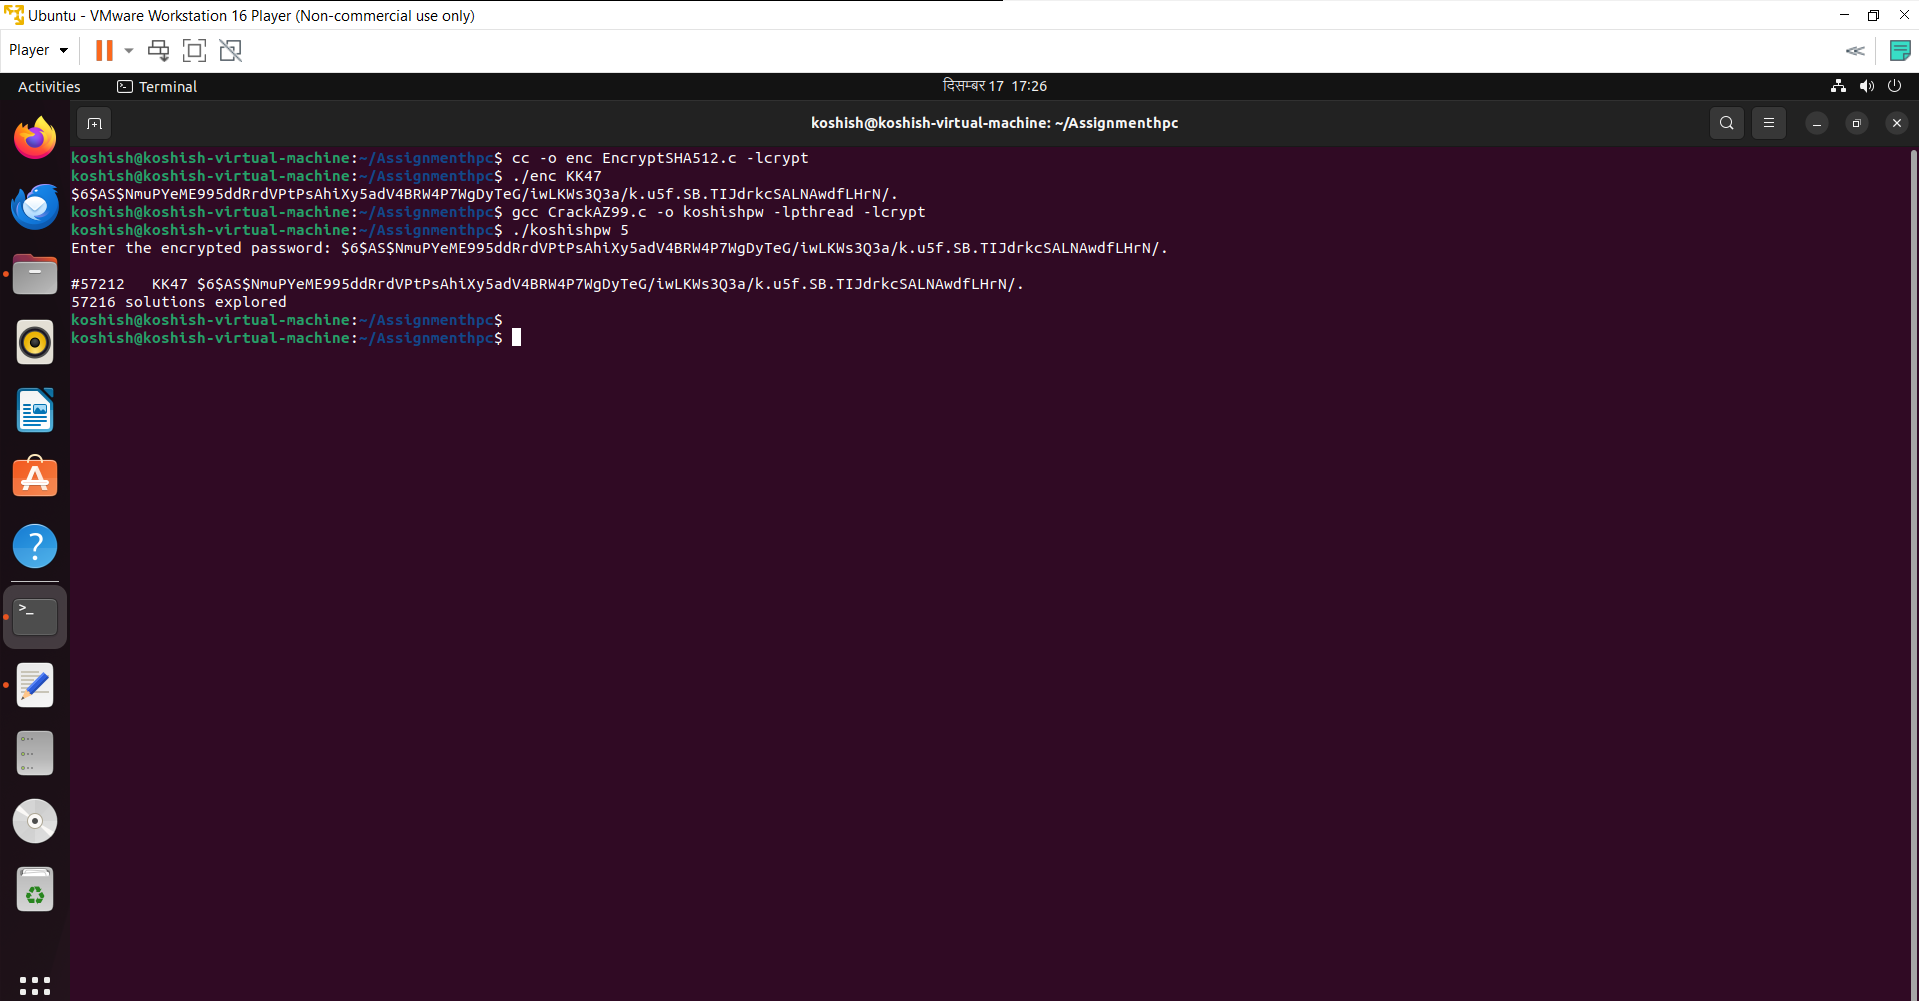 Ubuntu - VMware Workstation 16 Player (Non-commercial use only)
Player
Activities
Terminal
दिसम्बर 17 17:26
koshish@koshish-virtual-machine: ~/Assignmenthpc
koshish@koshish-virtual-machine:~/Assignmenthpc$ cc -o enc EncryptSHA512.c -lcrypt
koshish@koshish-virtual-machine:~/Assignmenthpc$ ./enc KK47
$6$AS$NmuPYeME995ddRrdVPtPsAhiXy5adV4BRW4P7WgDyTeG/iwLKWs3Q3a/k.u5f.SB.TIJdrkcSALNAwdfLHrN/.
koshish@koshish-virtual-machine:~/Assignmenthpc$ gcc CrackAZ99.c -o koshishpw -lpthread -lcrypt
koshish@koshish-virtual-machine:~/Assignmenthpc$ ./koshishpw 5
Enter the encrypted password: $6$AS$NmuPYeME995ddRrdVPtPsAhiXy5adV4BRW4P7WgDyTeG/iwLKWs3Q3a/k.u5f.SB.TIJdrkcSALNAwdfLHrN/.
#57212   KK47 $6$AS$NmuPYeME995ddRrdVPtPsAhiXy5adV4BRW4P7WgDyTeG/iwLKWs3Q3a/k.u5f.SB.TIJdrkcSALNAwdfLHrN/.
57216 solutions explored
koshish@koshish-virtual-machine:~/Assignmenthpc$
koshish@koshish-virtual-machine:~/Assignmenthpc$